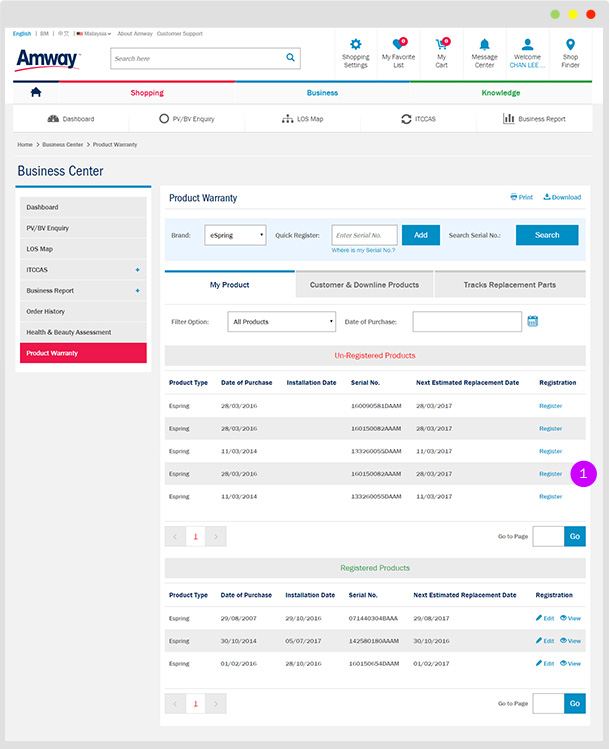 English | BM | 中文 | Malaysia About Amway Customer Support
Amway
Search here
Shopping Settings
9
My Favorite List
9
My Cart
Message Center
Welcome CHAN LEE...
Shop Finder
Shopping Business Knowledge
Dashboard PV/BV Enquiry LOS Map ITCCAS Business Report
Home > Business Center > Product Warranty
Business Center
Dashboard
PV/BV Enquiry
LOS Map
ITCCAS +
Business Report +
Order History
Health & Beauty Assessment
Product Warranty
Product Warranty Print Download
Brand: eSpring Quick Register: Enter Serial No. Add Search Serial No.: Search
Where is my Serial No.?
My Product Customer & Downline Products Tracks Replacement Parts
Filter Option: All Products Date of Purchase:
Un-Registered Products
Product Type Date of Purchase Installation Date Serial No. Next Estimated Replacement Date Registration
Espring 28/03/2016 160090581DAAM 28/03/2017 Register
Espring 28/03/2016 160150082AAAM 28/03/2017 Register
Espring 11/03/2014 133260055DAAM 11/03/2017 Register
Espring 28/03/2016 160150082AAAM 28/03/2017 Register 1
Espring 11/03/2014 133260055DAAM 11/03/2017 Register
< 1 > Go to Page Go
Registered Products
Product Type Date of Purchase Installation Date Serial No. Next Estimated Replacement Date Registration
Espring 29/08/2007 29/10/2016 071440304BAAA 29/08/2017 Edit View
Espring 30/10/2014 05/07/2017 142580180AAAM 30/10/2016 Edit View
Espring 01/02/2016 28/10/2016 160150654DAAM 01/02/2017 Edit View
< 1 > Go to Page Go